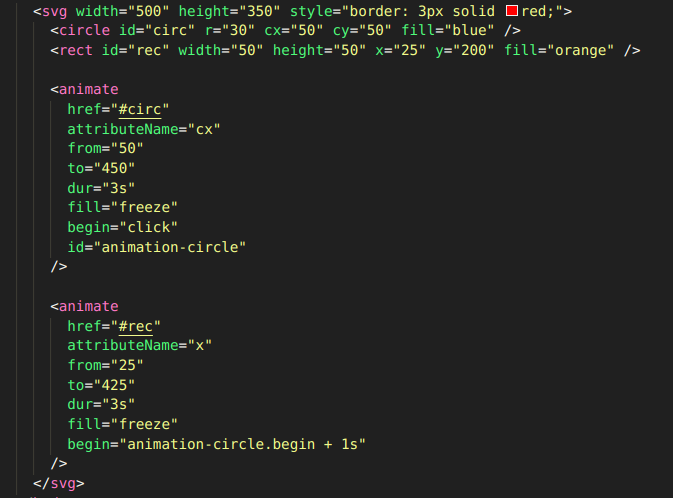 <svg width="500" height="350" style="border: 3px solid red;">
<circle id="circ" r="30" cx="50" cy="50" fill="blue" />
<rect id="rec" width="50" height="50" x="25" y="200" fill="orange" />
<animate
href="#circ"
attributeName="cx"
from="50"
to="450"
dur="3s"
fill="freeze"
begin="click"
id="animation-circle"
/>
<animate
href="#rec"
attributeName="x"
from="25"
to="425"
dur="3s"
fill="freeze"
begin="animation-circle.begin + 1s"
/>
</svg>